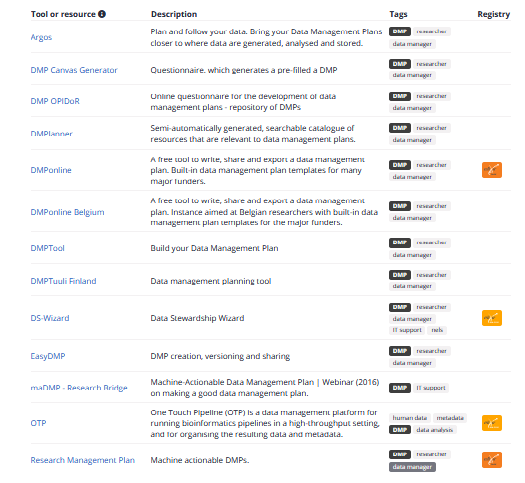 Tool or resource Description Tags Registry
Argos
Plan and follow your data. Bring your Data Management Plans
closer to where data are generated, analysed and stored.
DMP researcher
data manager
DMP Canvas Generator
Questionnaire, which generates a pre-filled a DMP
DMP researcher
data manager
DMP OPIDoR
Online questionnaire for the development of data
management plans - repository of DMPs
DMP researcher
data manager
DMPlanner
Semi-automatically generated, searchable catalogue of
resources that are relevant to data management plans.
DMP researcher
data manager
DMPonline
A free tool to write, share and export a data management
plan. Built-in data management plan templates for many
major funders.
DMP researcher
data manager
DMPonline Belgium
A free tool to write, share and export a data management
plan. Instance aimed at Belgian researchers with built-in data
management plan templates for the major funders.
DMP researcher
data manager
DMPTool
Build your Data Management Plan
DMP researcher
data manager
DMPTuuli Finland
Data management planning tool
DMP researcher
data manager
DS-Wizard
Data Stewardship Wizard
DMP researcher
data manager
IT support nels
EasyDMP
DMP creation, versioning and sharing
DMP researcher
data manager
maDMP - Research Bridge
Machine-Actionable Data Management Plan | Webinar (2016)
on making a good data management plan.
DMP IT support
OTP
One Touch Pipeline (OTP) is a data management platform for
running bioinformatics pipelines in a high-throughput setting,
and for organising the resulting data and metadata.
human data metadata
DMP data analysis
Research Management Plan
Machine actionable DMPs.
DMP researcher
data manager